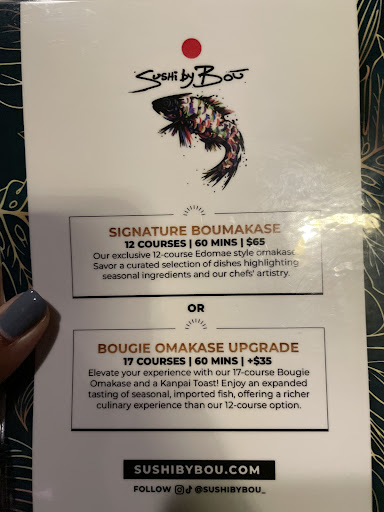 Sushi by Bou
SIGNATURE BOUMAKASE
12 COURSES | 60 MINS | $65
Our exclusive 12-course Edomae style omakase.
Savor a curated selection of dishes highlighting
seasonal ingredients and our chefs' artistry.
OR
BOUGIE OMAKASE UPGRADE
17 COURSES | 60 MINS | +$35
Elevate your experience with our 17-course Bougie
Omakase and a Kanpai Toast! Enjoy an expanded
tasting of seasonal, imported fish, offering a richer
culinary experience than our 12-course option.
SUSHIBYBOU.COM
FOLLOW @SUSHIBYBOU_